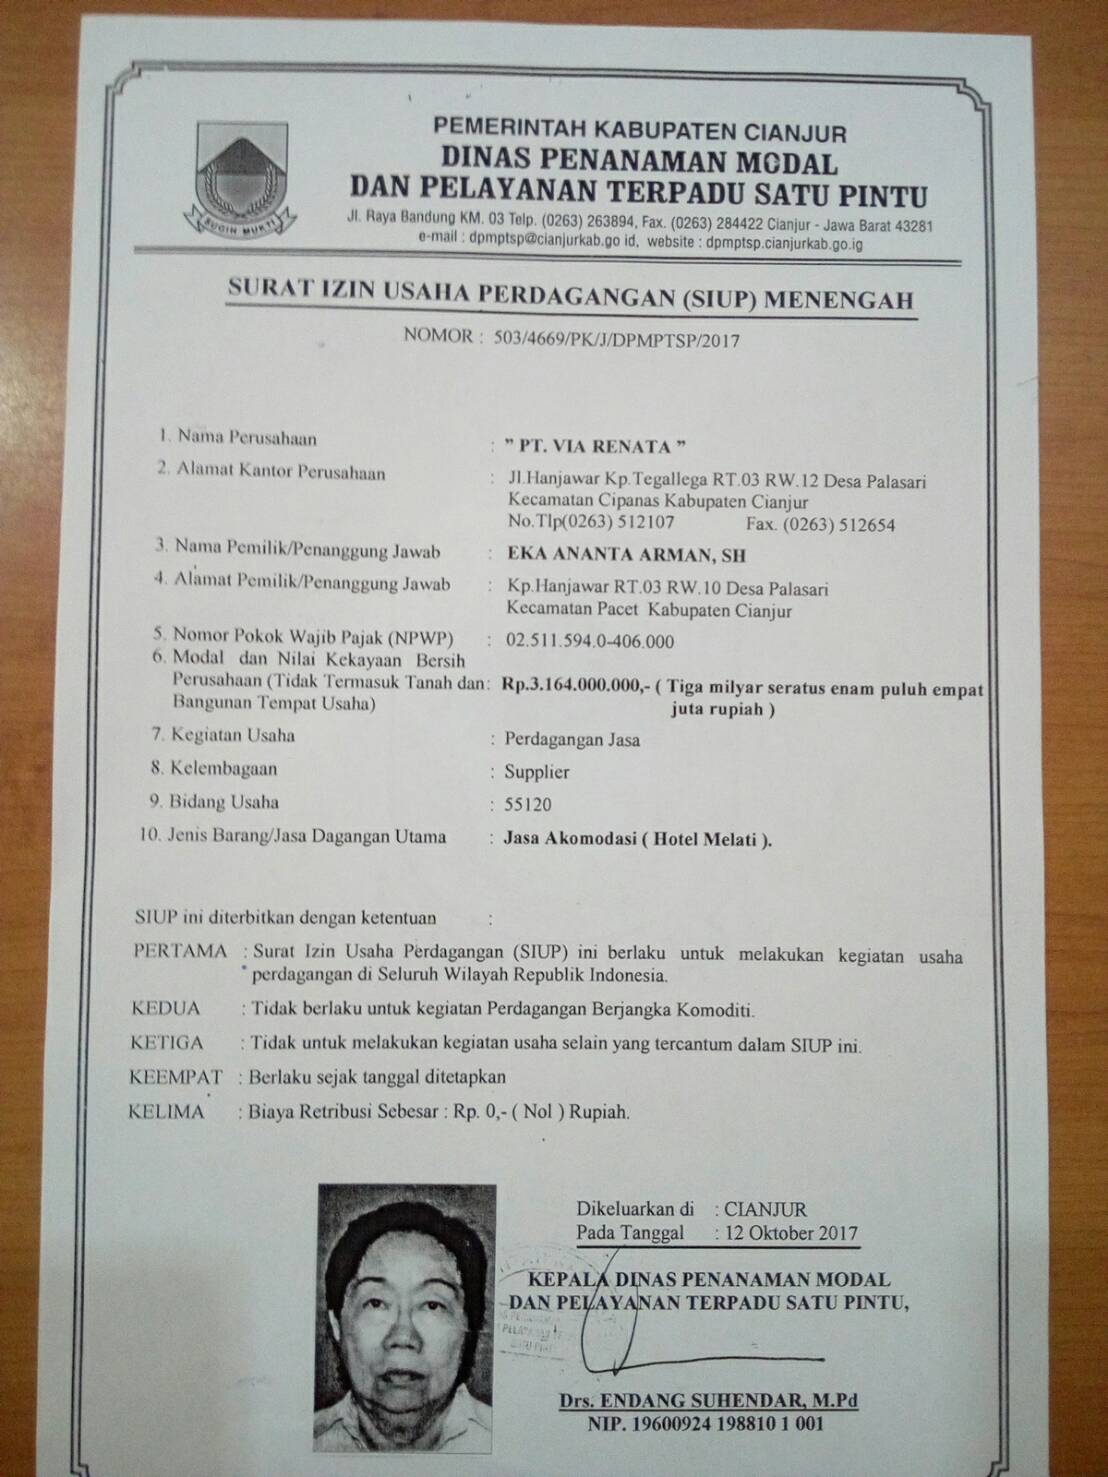 PEMERINTAH KABUPATEN CIANJUR
DINAS PENANAMAN MODAL
DAN PELAYANAN TERPADU SATU PINTU
Jl. Raya Bandung KM. 03 Telp. (0263) 263894, Fax. (0263) 284422 Cianjur - Jawa Barat 43281
e-mail : dpmptsp@cianjurkab.go id, website : dpmptsp.cianjurkab.go.ig
SUGIH MUKTI
SURAT IZIN USAHA PERDAGANGAN (SIUP) MENENGAH
NOMOR : 503/4669/PK/J/DPMPTSP/2017
1. Nama Perusahaan : " PT. VIA RENATA "
2. Alamat Kantor Perusahaan : Jl.Hanjawar Kp.Tegallega RT.03 RW.12 Desa Palasari
Kecamatan Cipanas Kabupaten Cianjur
No.Tlp(0263) 512107 Fax. (0263) 512654
3. Nama Pemilik/Penanggung Jawab : EKA ANANTA ARMAN, SH
4. Alamat Pemilik/Penanggung Jawab : Kp.Hanjawar RT.03 RW.10 Desa Palasari
Kecamatan Pacet Kabupaten Cianjur
5. Nomor Pokok Wajib Pajak (NPWP) : 02.511.594.0-406.000
6. Modal dan Nilai Kekayaan Bersih
Perusahaan (Tidak Termasuk Tanah dan : Rp.3.164.000.000,- ( Tiga milyar seratus enam puluh empat
Bangunan Tempat Usaha) juta rupiah )
7. Kegiatan Usaha : Perdagangan Jasa
8. Kelembagaan : Supplier
9. Bidang Usaha : 55120
10. Jenis Barang/Jasa Dagangan Utama : Jasa Akomodasi ( Hotel Melati ).
SIUP ini diterbitkan dengan ketentuan :
PERTAMA : Surat Izin Usaha Perdagangan (SIUP) ini berlaku untuk melakukan kegiatan usaha
perdagangan di Seluruh Wilayah Republik Indonesia.
KEDUA : Tidak berlaku untuk kegiatan Perdagangan Berjangka Komoditi.
KETIGA : Tidak untuk melakukan kegiatan usaha selain yang tercantum dalam SIUP ini.
KEEMPAT : Berlaku sejak tanggal ditetapkan
KELIMA : Biaya Retribusi Sebesar : Rp. 0,- ( Nol ) Rupiah.
Dikeluarkan di : CIANJUR
Pada Tanggal : 12 Oktober 2017
KEPALA DINAS PENANAMAN MODAL
DAN PELAYANAN TERPADU SATU PINTU,
Drs. ENDANG SUHENDAR, M.Pd
NIP. 19600924 198810 1 001